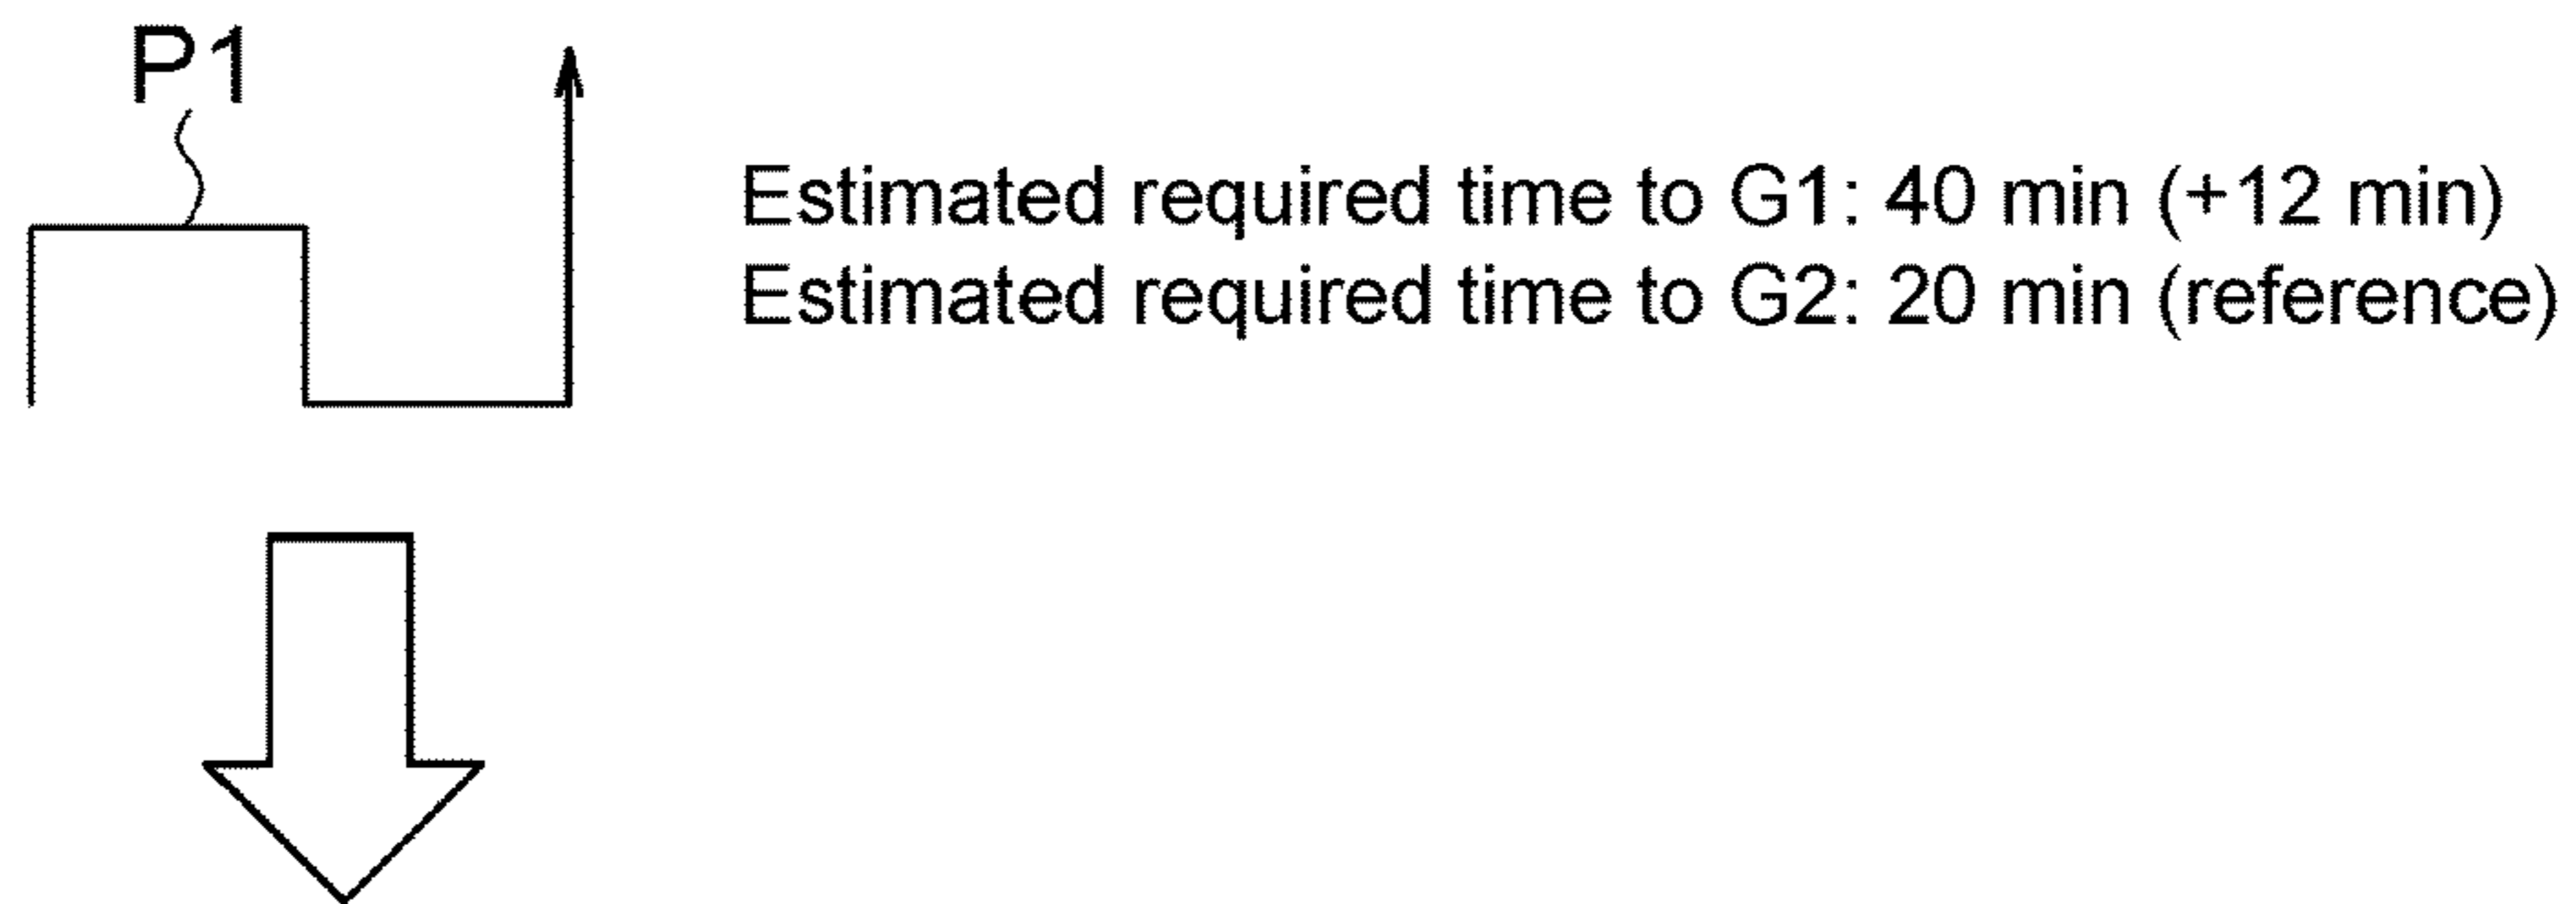 P1
Estimated required time to G1: 40 min (+12 min)
Estimated required time to G2: 20 min (reference)